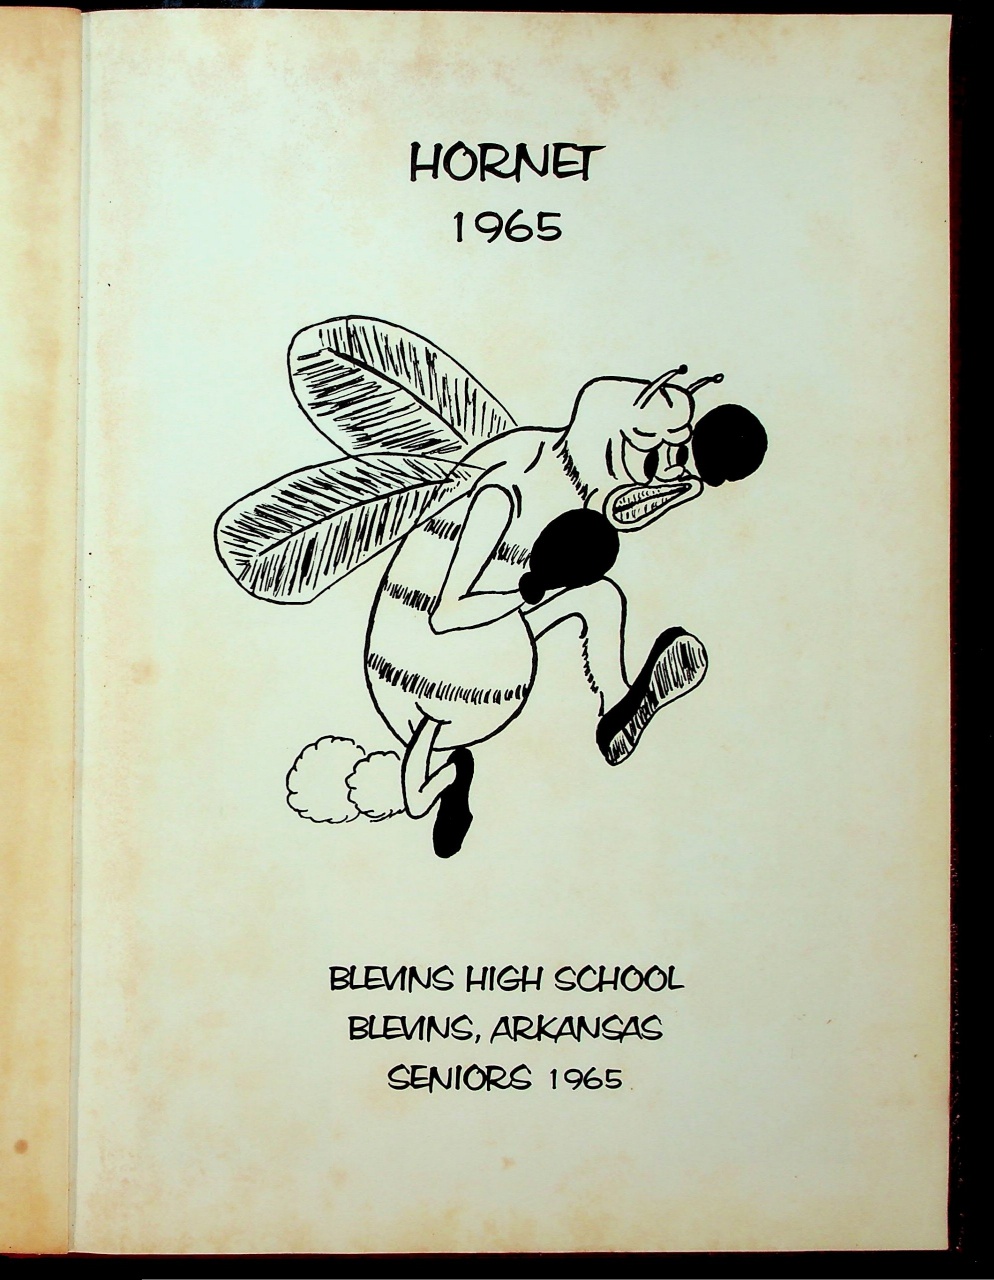 HORNET
1965
BLEVINS HIGH SCHOOL
BLEVINS, ARKANSAS
SENIORS 1965